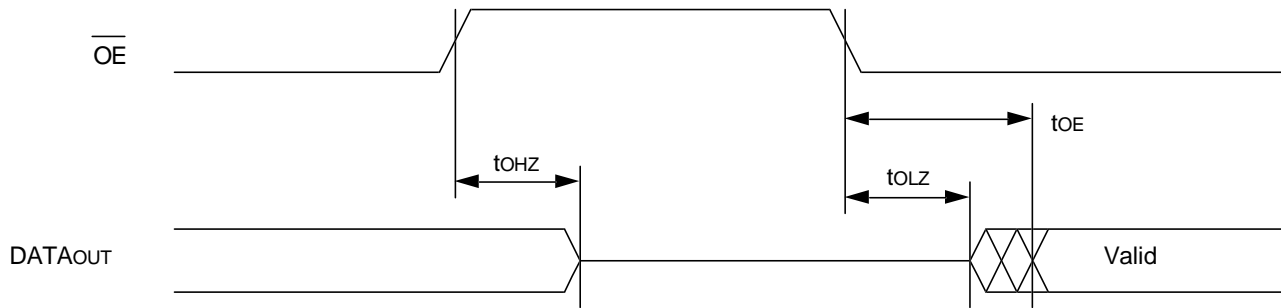 OE
tOE
tOHZ
tOLZ
DATAOUT
Valid